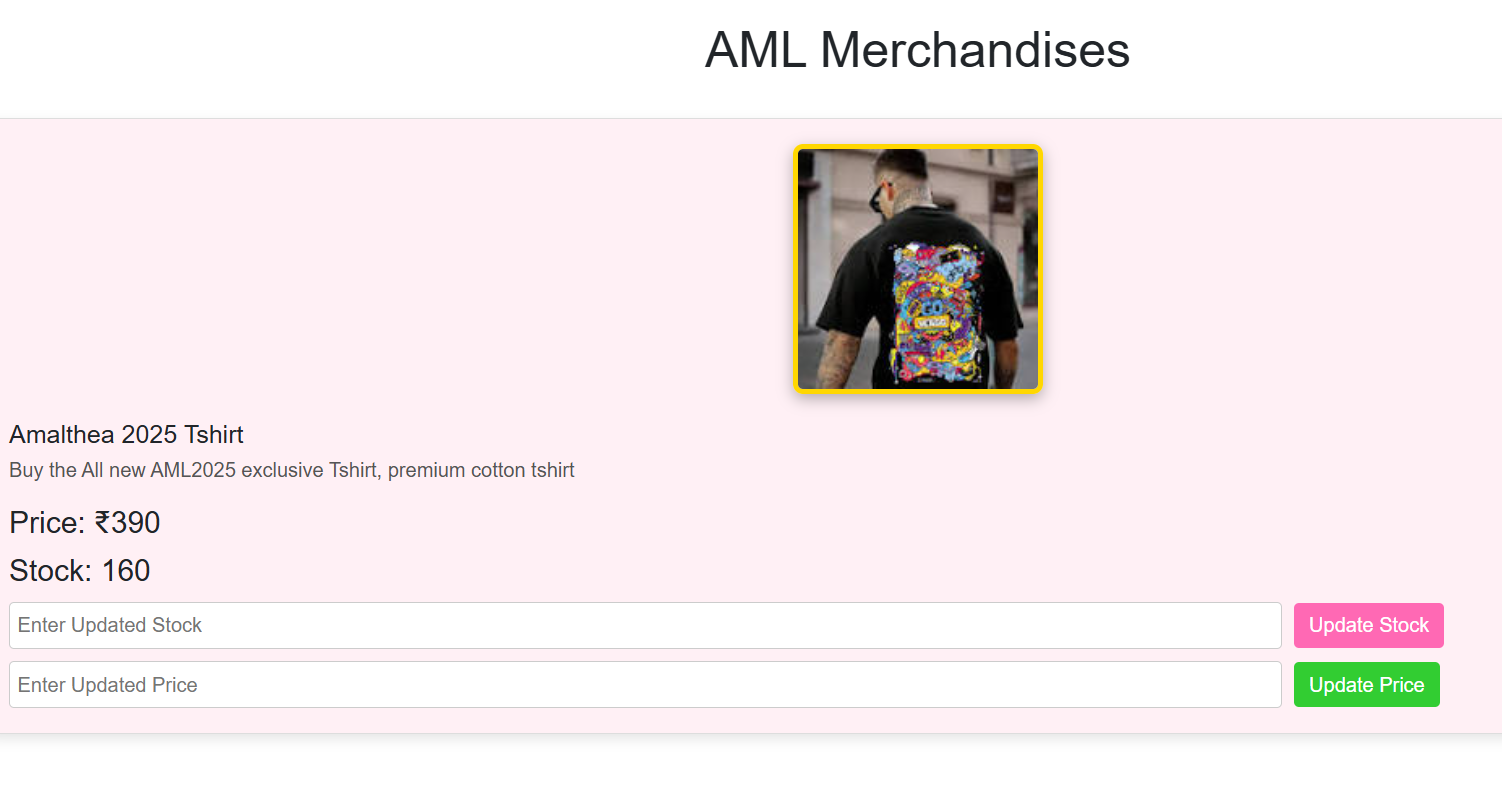 AML Merchandises
GO
Amalthea 2025 Tshirt
Buy the All new AML2025 exclusive Tshirt, premium cotton tshirt
Price: ₹390
Stock: 160
Enter Updated Stock
Update Stock
Enter Updated Price
Update Price